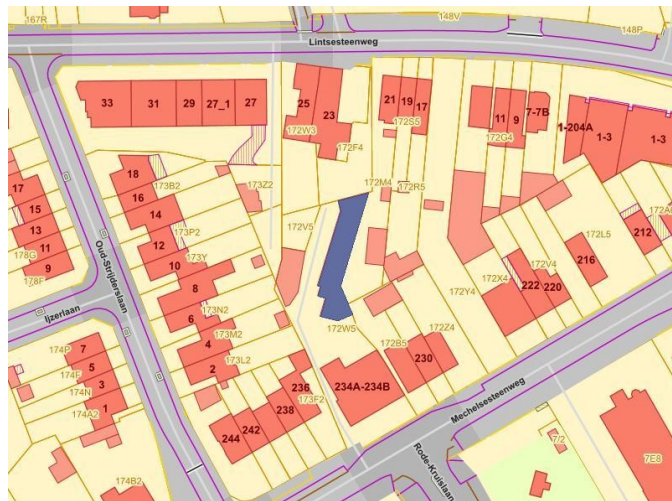 167R
148V
148P
Lintsesteenweg
33
31
29
27_1
27
25
23
21
19
17
11
9
7-7B
1-204A
1-3
1-3
172W3
172F4
172S5
172G4
18
16
14
12
10
8
6
4
2
173B2
173P2
173Y
173N2
173M2
173L2
173Z2
172V5
172M4
172R5
17
15
13
11
9
178G
178F
Oud-Strijderslaan
Ijzerlaan
172W5
172Y4
172X4
172V4
172L5
222
220
216
212
172B5
172Z4
230
234A-234B
236
238
242
244
173F2
Mechelsesteenweg
Rode-Kruislaan
174P
174F
174N
174A2
7
5
3
1
174B2
7/2
7E8